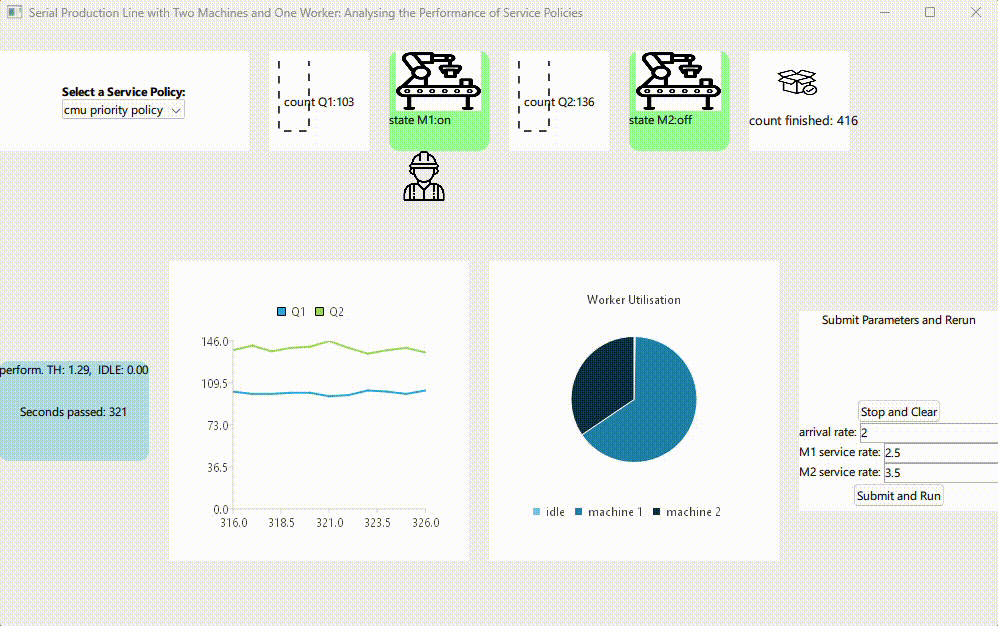 Serial Production Line with Two Machines and One Worker: Analysing the Performance of Service Policies
Select a Service Policy:
cmu priority policy
count Q1:103
state M1:on
count Q2:136
state M2:off
count finished: 416
perform. TH: 1.29, IDLE: 0.00
Seconds passed: 321
Q1 Q2
146.0
109.5
73.0
36.5
0.0
316.0 318.5 321.0 323.5 326.0
Worker Utilisation
idle machine 1 machine 2
Submit Parameters and Rerun
Stop and Clear
arrival rate: 2
M1 service rate: 2.5
M2 service rate: 3.5
Submit and Run